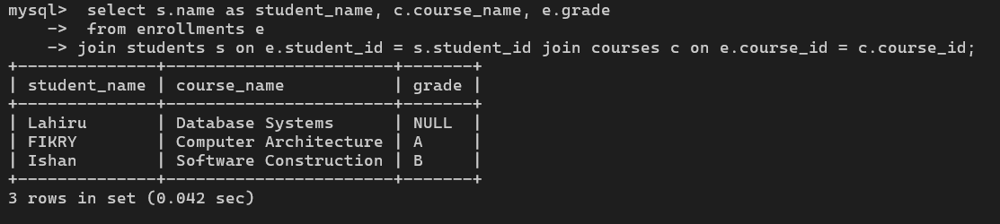 mysql>  select s.name as student_name, c.course_name, e.grade
    ->  from enrollments e
    -> join students s on e.student_id = s.student_id join courses c on e.course_id = c.course_id;
+--------------+-----------------------+-------+
| student_name | course_name           | grade |
+--------------+-----------------------+-------+
| Lahiru       | Database Systems      | NULL  |
| FIKRY        | Computer Architecture | A     |
| Ishan        | Software Construction | B     |
+--------------+-----------------------+-------+
3 rows in set (0.042 sec)